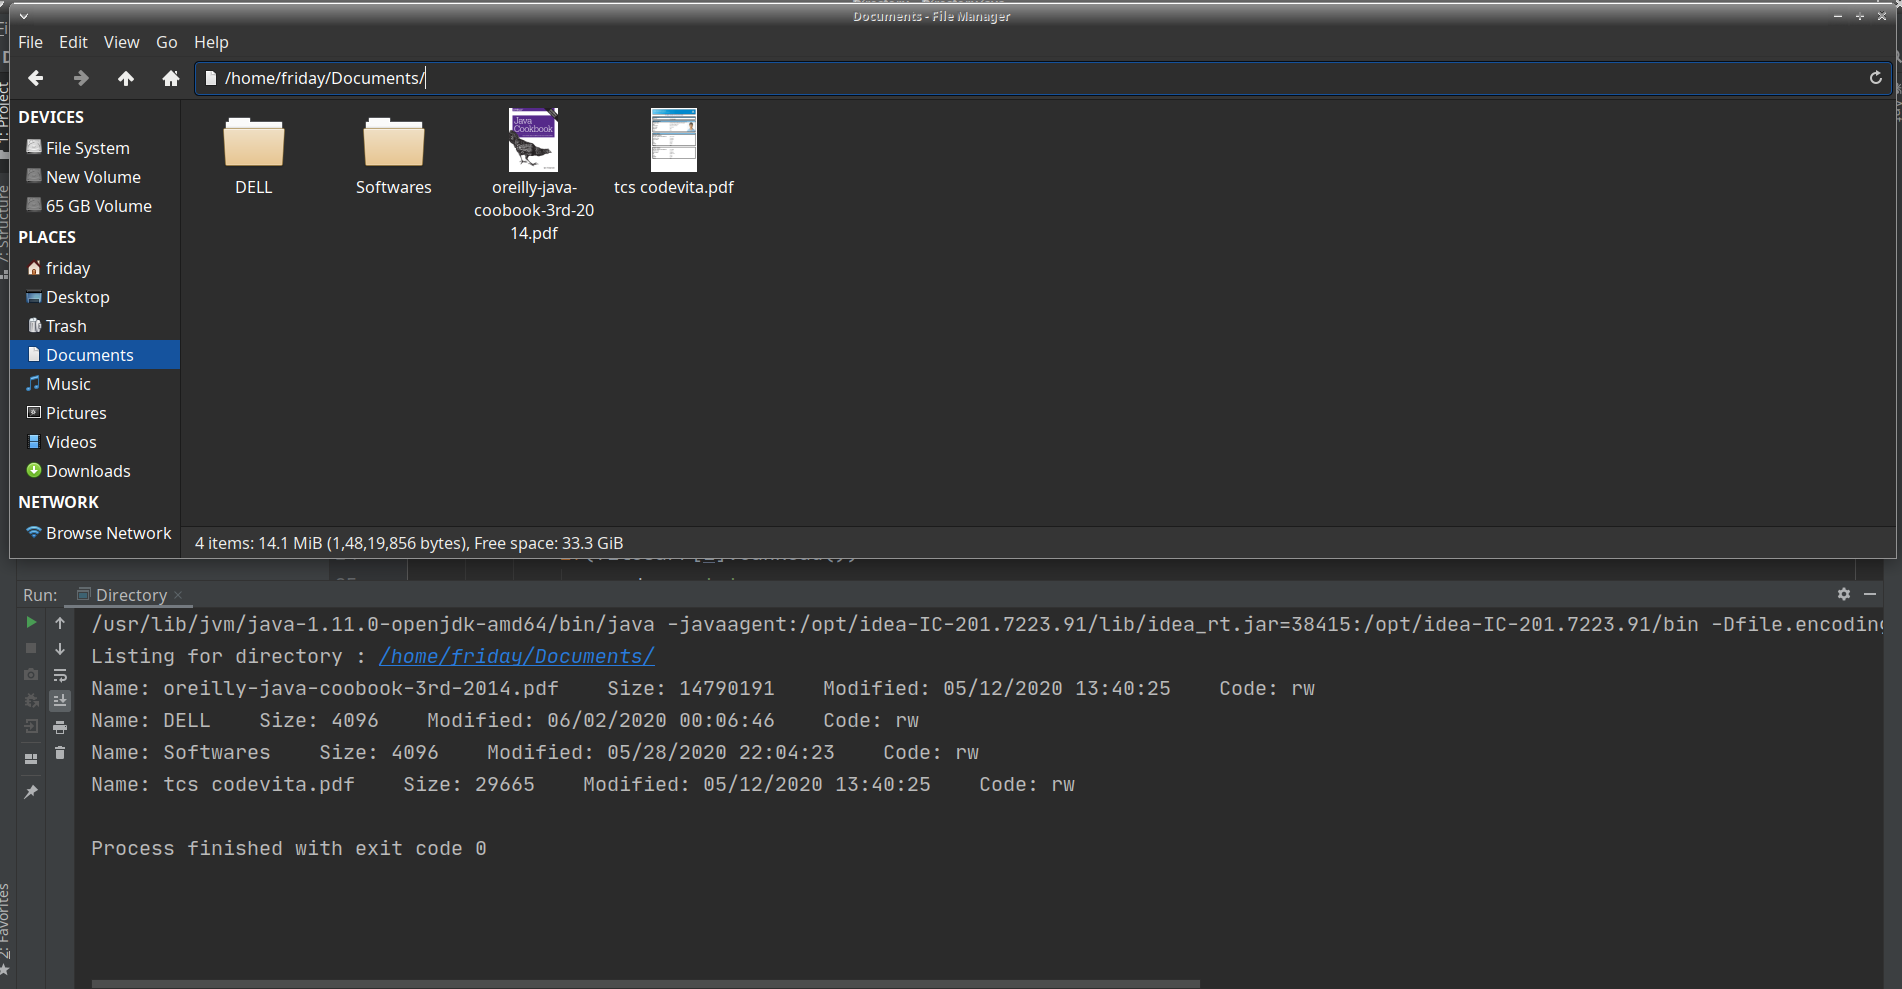 Documents - File Manager
File Edit View Go Help
/home/friday/Documents/
DEVICES
File System
New Volume
65 GB Volume
PLACES
friday
Desktop
Trash
Documents
Music
Pictures
Videos
Downloads
NETWORK
Browse Network
DELL
Softwares
Java
Cookbook
oreilly-java-
coobook-3rd-20
14.pdf
tcs codevita.pdf
4 items: 14.1 MiB (1,48,19,856 bytes), Free space: 33.3 GiB
1: Project
7: Structure
2: Favorites
Run: Directory
/usr/lib/jvm/java-1.11.0-openjdk-amd64/bin/java -javaagent:/opt/idea-IC-201.7223.91/lib/idea_rt.jar=38415:/opt/idea-IC-201.7223.91/bin -Dfile.encoding
Listing for directory : /home/friday/Documents/
Name: oreilly-java-coobook-3rd-2014.pdf    Size: 14790191    Modified: 05/12/2020 13:40:25    Code: rw
Name: DELL    Size: 4096    Modified: 06/02/2020 00:06:46    Code: rw
Name: Softwares    Size: 4096    Modified: 05/28/2020 22:04:23    Code: rw
Name: tcs codevita.pdf    Size: 29665    Modified: 05/12/2020 13:40:25    Code: rw
Process finished with exit code 0